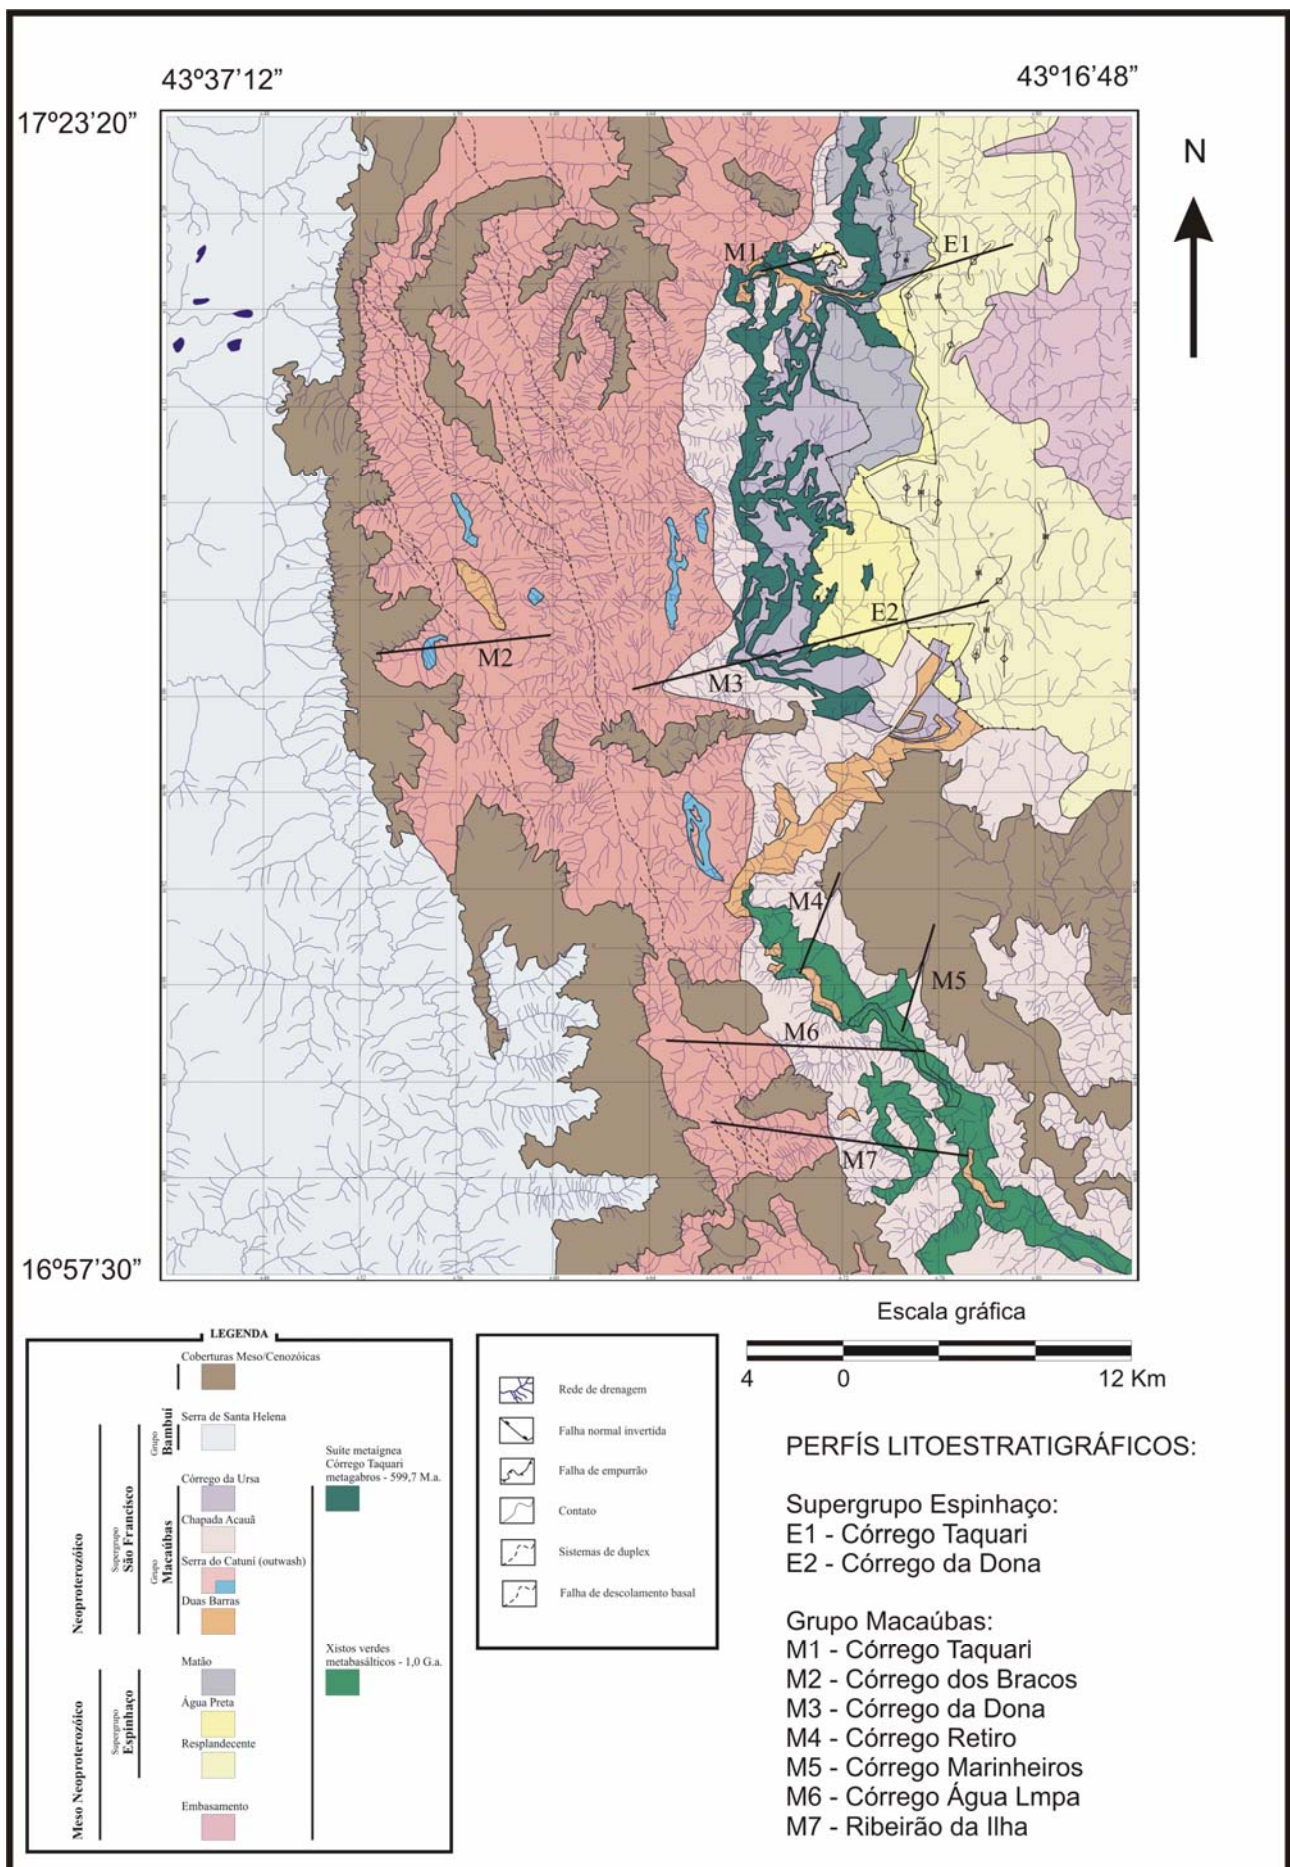 43º37'12"
43º16'48"
17º23'20"
N
M1
E1
E2
M2
M3
M4
M5
M6
M7
16º57'30"
Escala gráfica
4 0 12 Km
LEGENDA
Coberturas Meso/Cenozóicas
Serra de Santa Helena
Grupo
Bambuí
Córrego da Ursa
Chapada Acauã
Serra do Catuni (outwash)
Duas Barras
Grupo
Macaúbas
Supergrupo
São Francisco
Neoproterozóico
Matão
Água Preta
Resplandecente
Supergrupo
Espinhaço
Embasamento
Meso Neoproterozóico
Suíte metaígnea
Córrego Taquari
metagabros - 599,7 M.a.
Xistos verdes
metabasálticos - 1,0 G.a.
Rede de drenagem
Falha normal invertida
Falha de empurrão
Contato
Sistemas de duplex
Falha de descolamento basal
PERFÍS LITOESTRATIGRÁFICOS:
Supergrupo Espinhaço:
E1 - Córrego Taquari
E2 - Córrego da Dona
Grupo Macaúbas:
M1 - Córrego Taquari
M2 - Córrego dos Bracos
M3 - Córrego da Dona
M4 - Córrego Retiro
M5 - Córrego Marinheiros
M6 - Córrego Água Lmpa
M7 - Ribeirão da Ilha